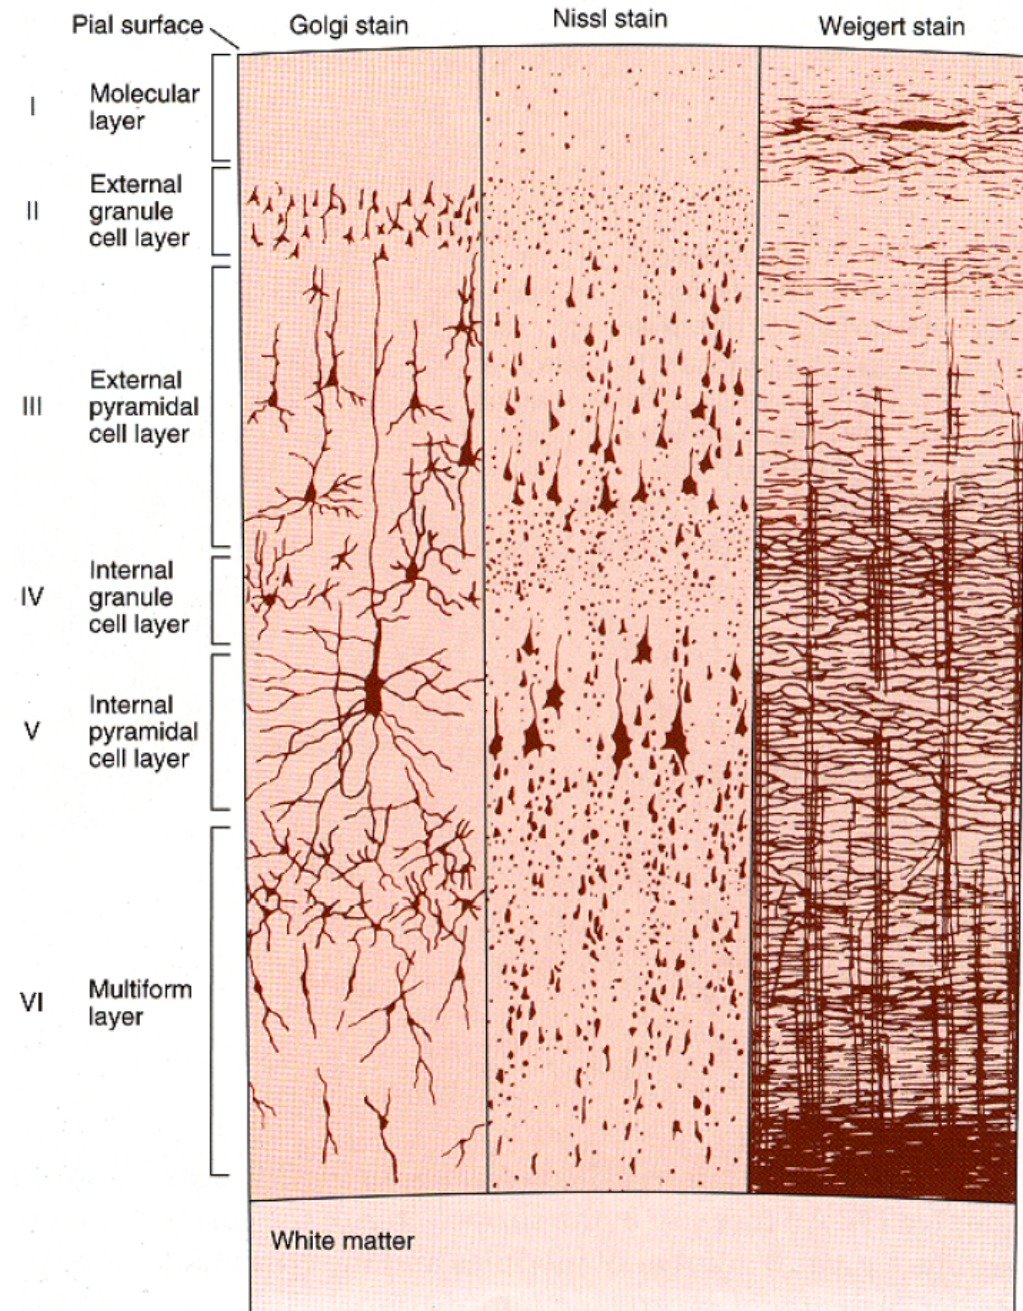 Pial surface
Golgi stain
Nissl stain
Weigert stain
I
Molecular
layer
II
External
granule
cell layer
III
External
pyramidal
cell layer
IV
Internal
granule
cell layer
V
Internal
pyramidal
cell layer
VI
Multiform
layer
White matter